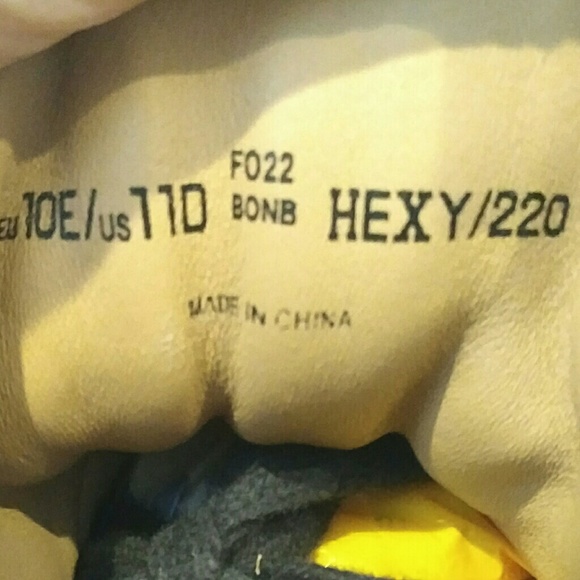 EU 10E/US 11D F022 HEXY/220
BONB
MADE IN CHINA